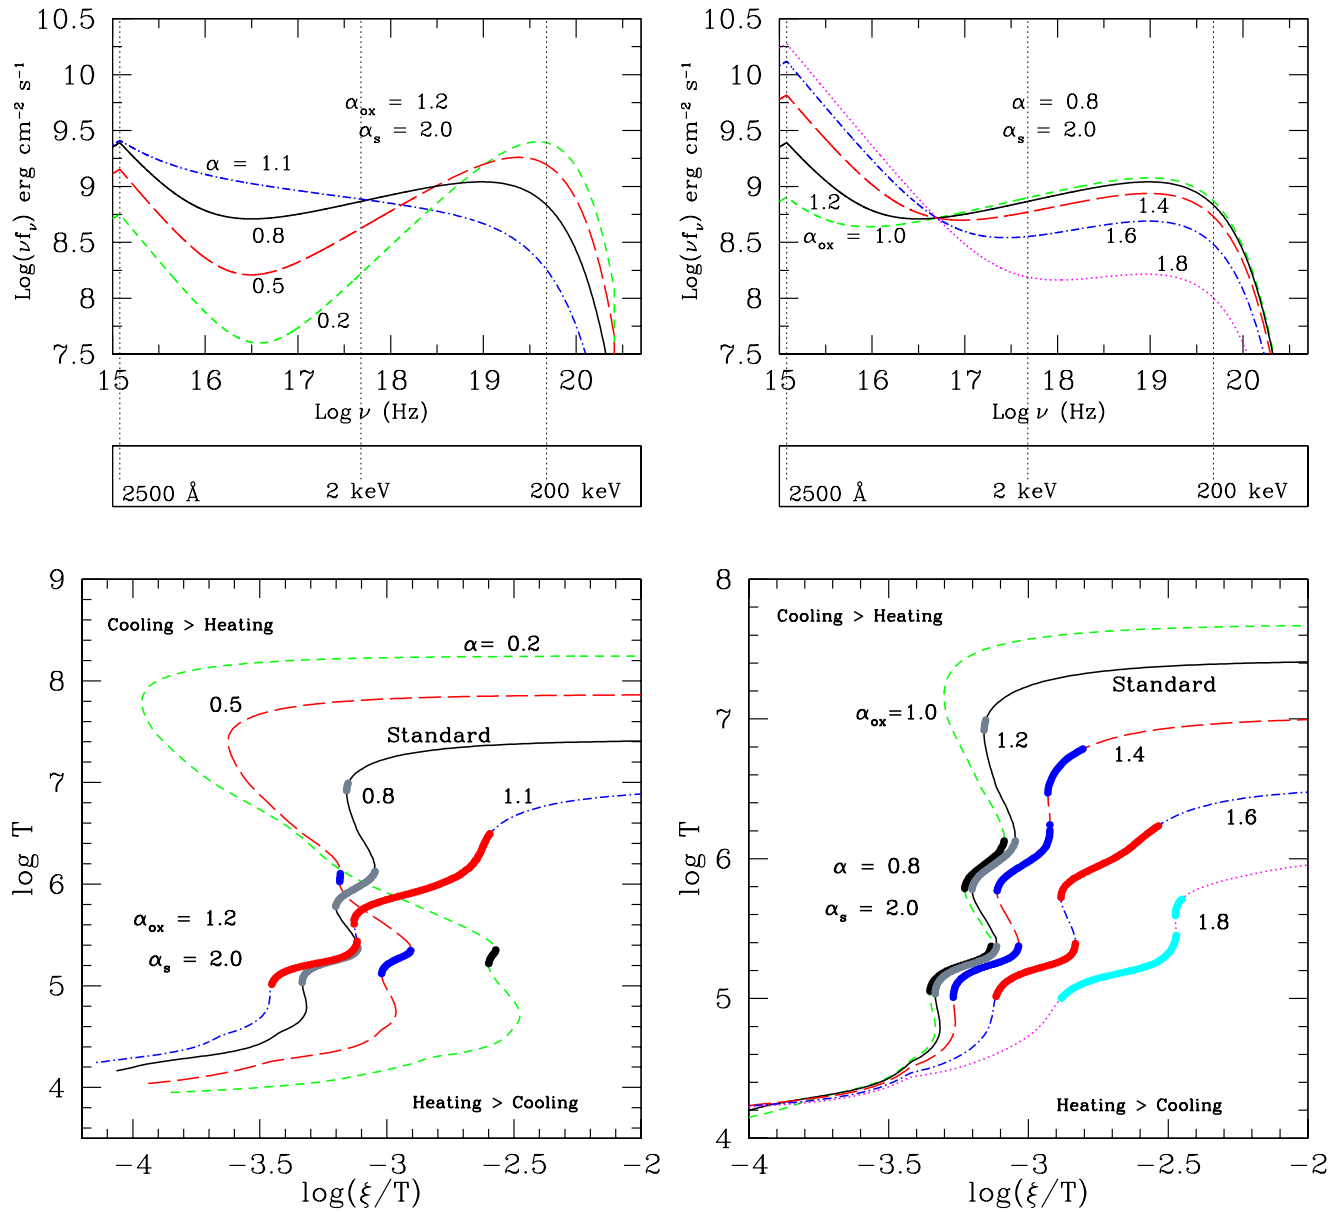 10.5
10
9.5
9
8.5
8
7.5
Log(νfν) erg cm−2 s−1
αox = 1.2
αs = 2.0
α = 1.1
0.8
0.5
0.2
15 16 17 18 19 20
Log ν (Hz)
2500 Å 2 keV 200 keV
10.5
10
9.5
9
8.5
8
7.5
Log(νfν) erg cm−2 s−1
α = 0.8
αs = 2.0
1.2
αox = 1.0
1.4
1.6
1.8
15 16 17 18 19 20
Log ν (Hz)
2500 Å 2 keV 200 keV
9
8
7
6
5
4
log T
Cooling > Heating
α= 0.2
0.5
Standard
0.8
1.1
αox = 1.2
αs = 2.0
Heating > Cooling
−4 −3.5 −3 −2.5 −2
log(ξ/T)
8
7
6
5
4
log T
Cooling > Heating
Standard
αox=1.0
1.2
1.4
1.6
α = 0.8
αs = 2.0
1.8
Heating > Cooling
−4 −3.5 −3 −2.5 −2
log(ξ/T)